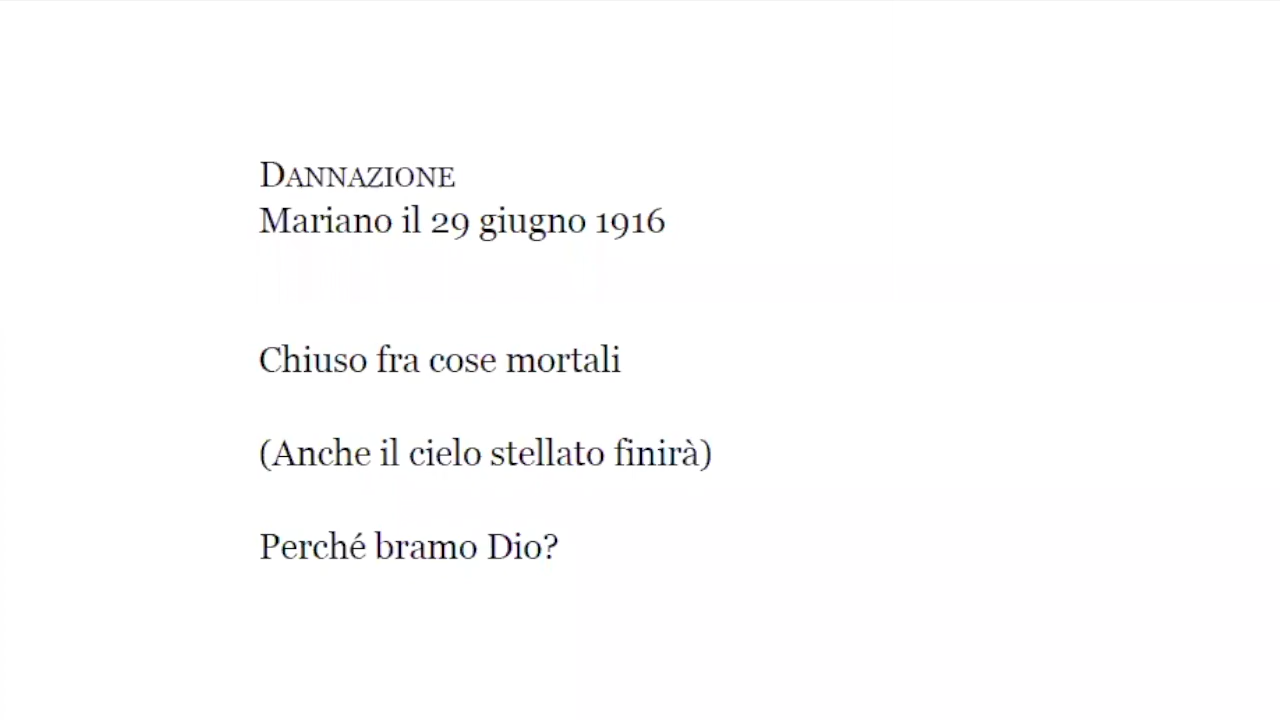 DANNAZIONE
Mariano il 29 giugno 1916
Chiuso fra cose mortali
(Anche il cielo stellato finirà)
Perché bramo Dio?